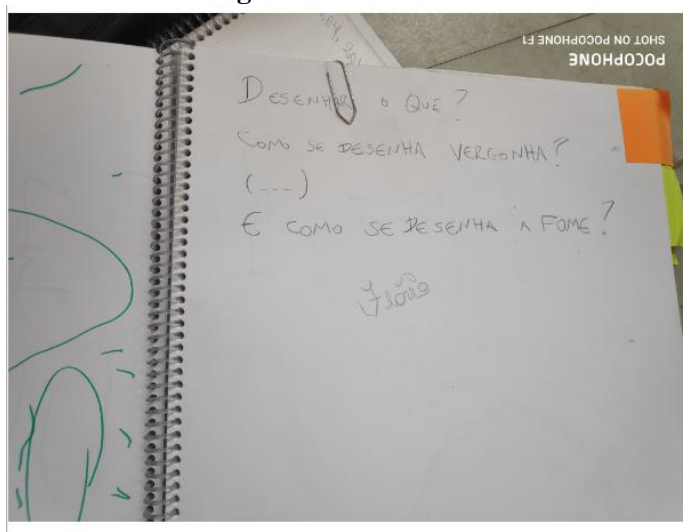 SHOT ON POCOPHONE F1
POCOPHONE
DESENHAR O QUE?
COMO SE DESENHA VERGONHA?
(---)
E COMO SE DESENHA A FOME?